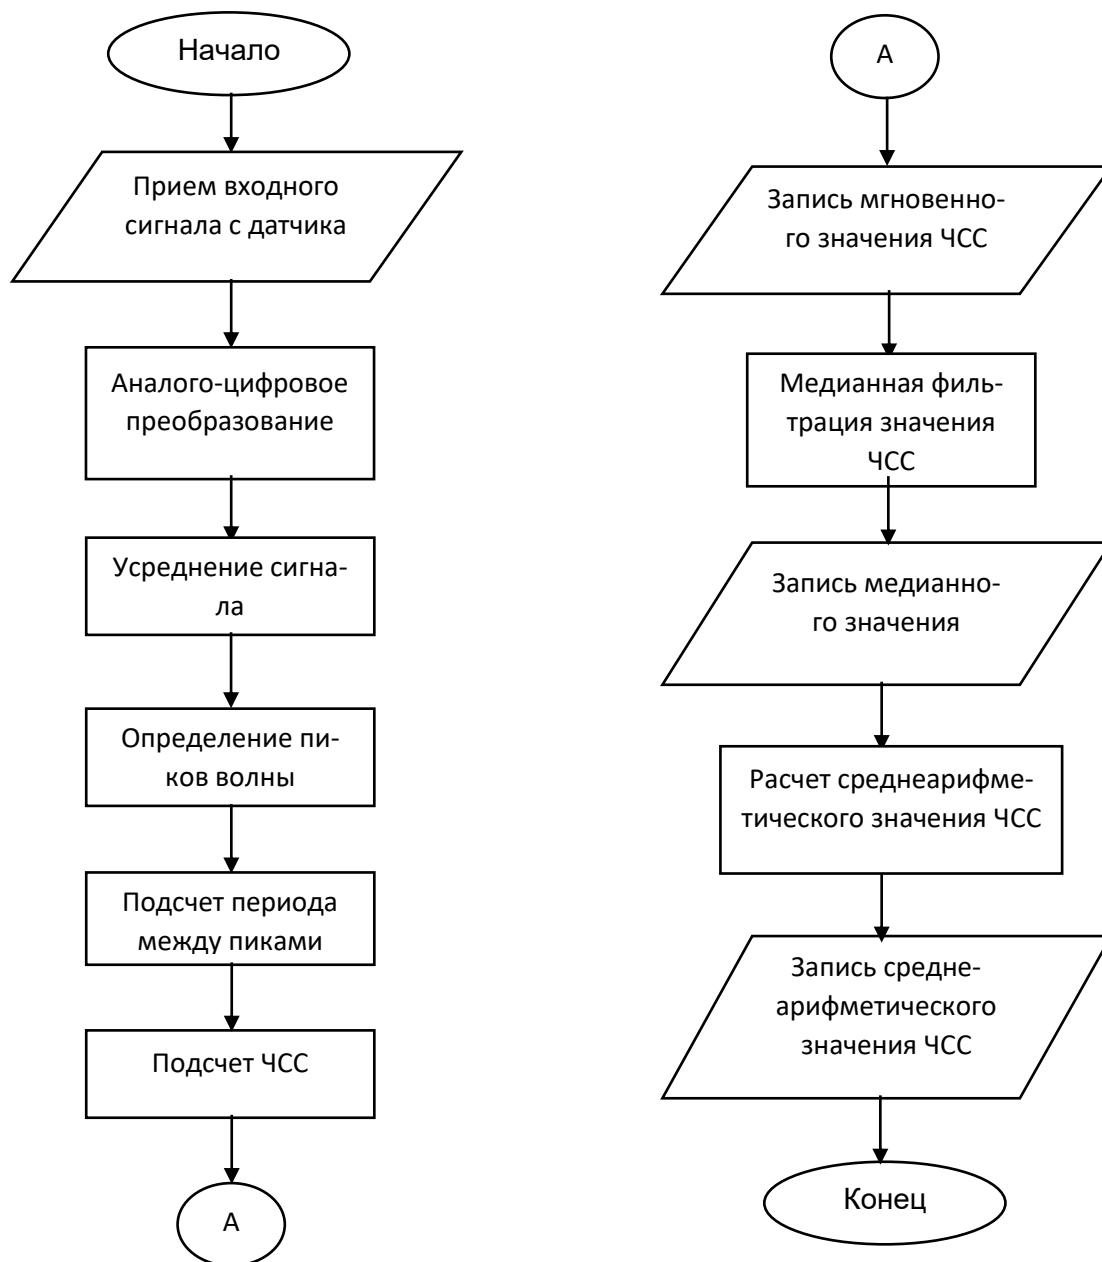 Начало
Прием входного
сигнала с датчика
Аналого-цифровое
преобразование
Усреднение сигна-
ла
Определение пи-
ков волны
Подсчет периода
между пиками
Подсчет ЧСС
А
А
Запись мгновенно-
го значения ЧСС
Медианная филь-
трация значения
ЧСС
Запись медианно-
го значения
Расчет среднеарифме-
тического значения ЧСС
Запись средне-
арифметического
значения ЧСС
Конец